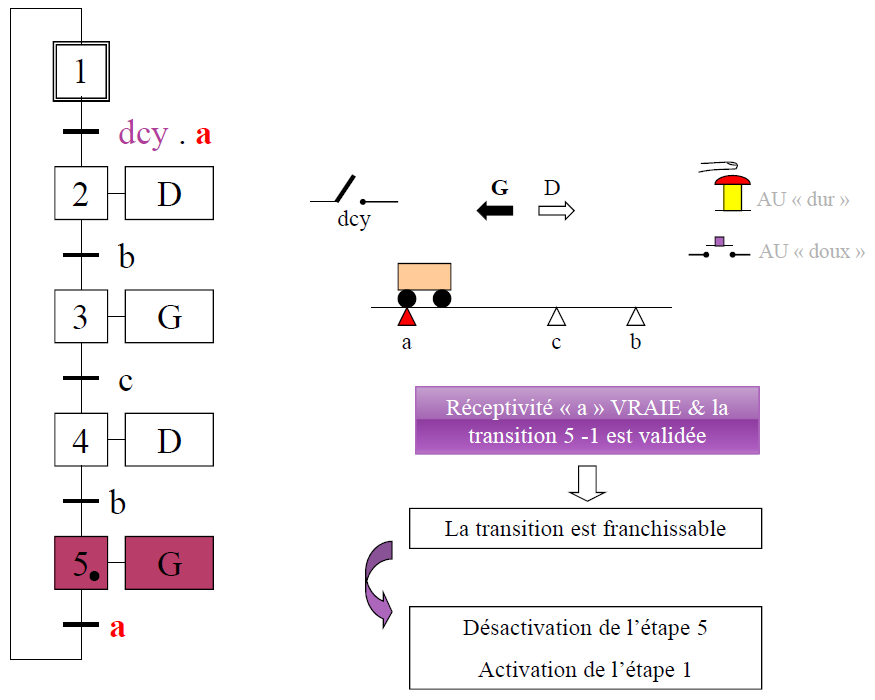 1
dcy . a
2 D
b
3 G
c
4 D
b
5 G
a
G D
dcy
AU « dur »
AU « doux »
a c b
Réceptivité « a » VRAIE & la
transition 5 -1 est validée
La transition est franchissable
Désactivation de l’étape 5
Activation de l’étape 1